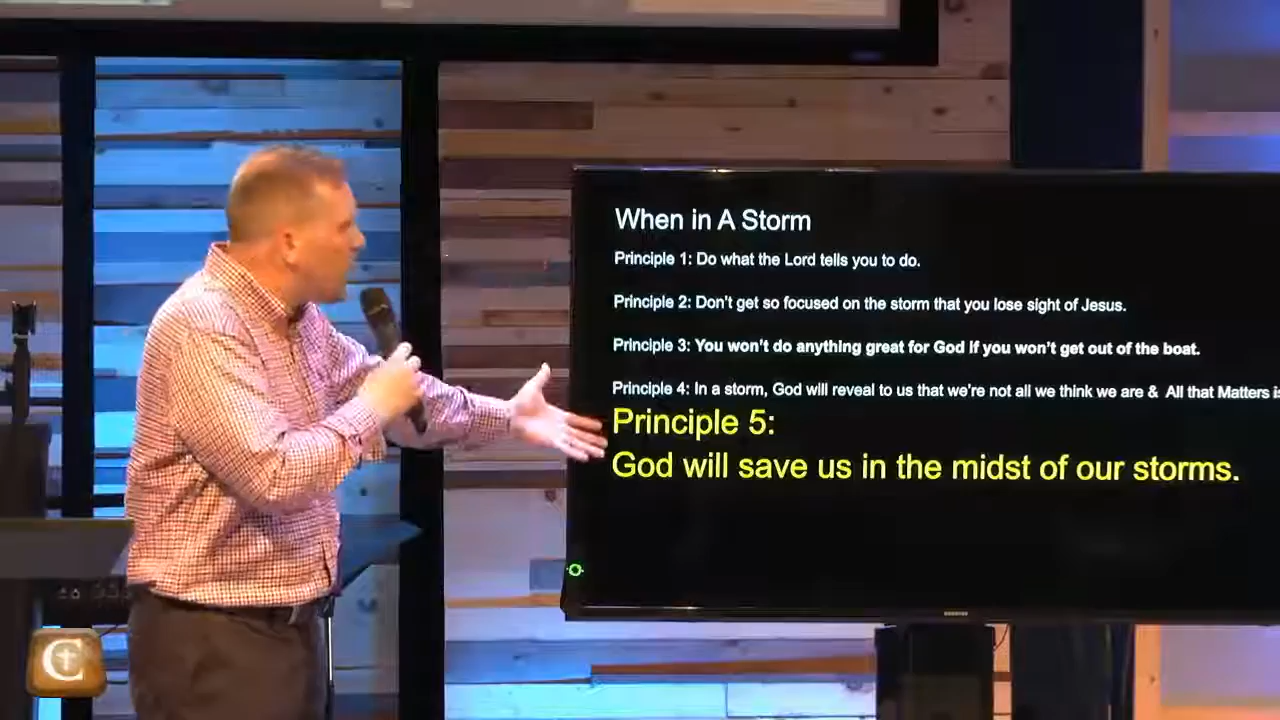 When in A Storm
Principle 1: Do what the Lord tells you to do.
Principle 2: Don't get so focused on the storm that you lose sight of Jesus.
Principle 3: You won't do anything great for God if you won't get out of the boat.
Principle 4: In a storm, God will reveal to us that we're not all we think we are & All that Matters is
Principle 5:
God will save us in the midst of our storms.
C